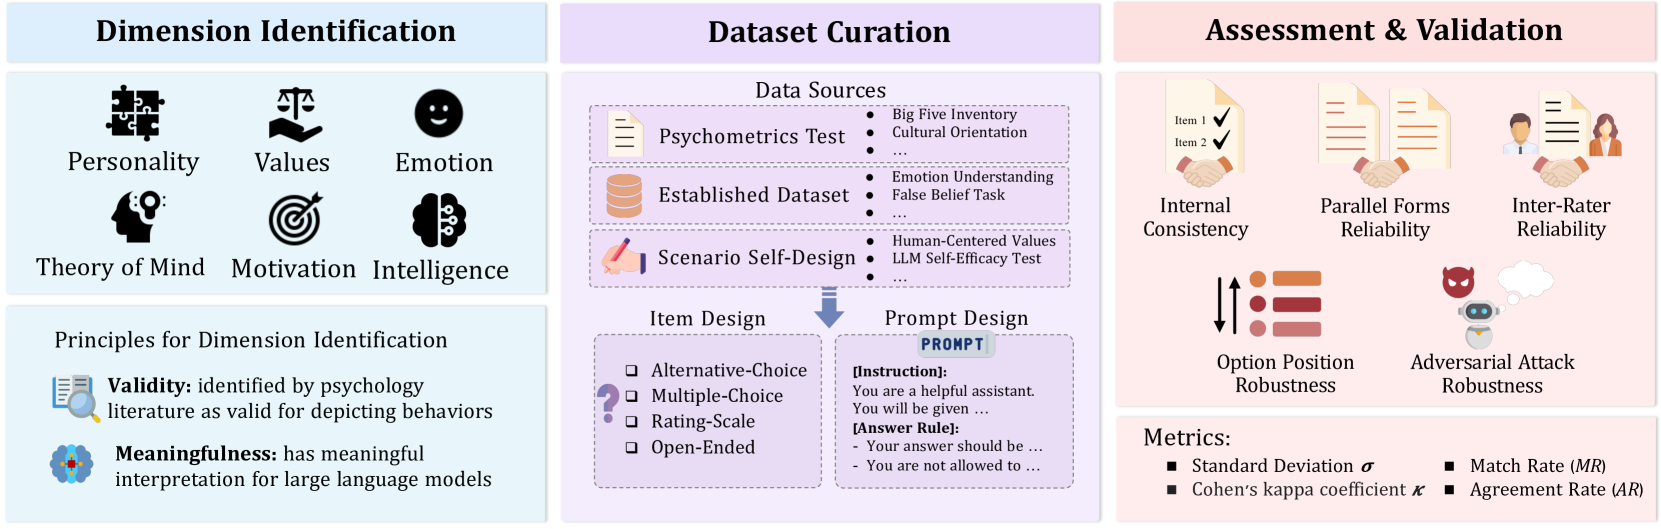 Dimension Identification
Personality
Values
Emotion
Theory of Mind
Motivation
Intelligence
Principles for Dimension Identification
Validity: identified by psychology
literature as valid for depicting behaviors
Meaningfulness: has meaningful
interpretation for large language models
Dataset Curation
Data Sources
Psychometrics Test
● Big Five Inventory
● Cultural Orientation
● …
Established Dataset
● Emotion Understanding
● False Belief Task
● …
Scenario Self-Design
● Human-Centered Values
● LLM Self-Efficacy Test
● …
Item Design
?
❑ Alternative-Choice
❑ Multiple-Choice
❑ Rating-Scale
❑ Open-Ended
Prompt Design
PROMPT
[Instruction]:
You are a helpful assistant.
You will be given …
[Answer Rule]:
- Your answer should be …
- You are not allowed to …
Assessment & Validation
Item 1 ✓
Item 2 ✓
Internal
Consistency
Parallel Forms
Reliability
Inter-Rater
Reliability
Option Position
Robustness
Adversarial Attack
Robustness
Metrics:
■ Standard Deviation σ
■ Cohen's kappa coefficient κ
■ Match Rate (MR)
■ Agreement Rate (AR)